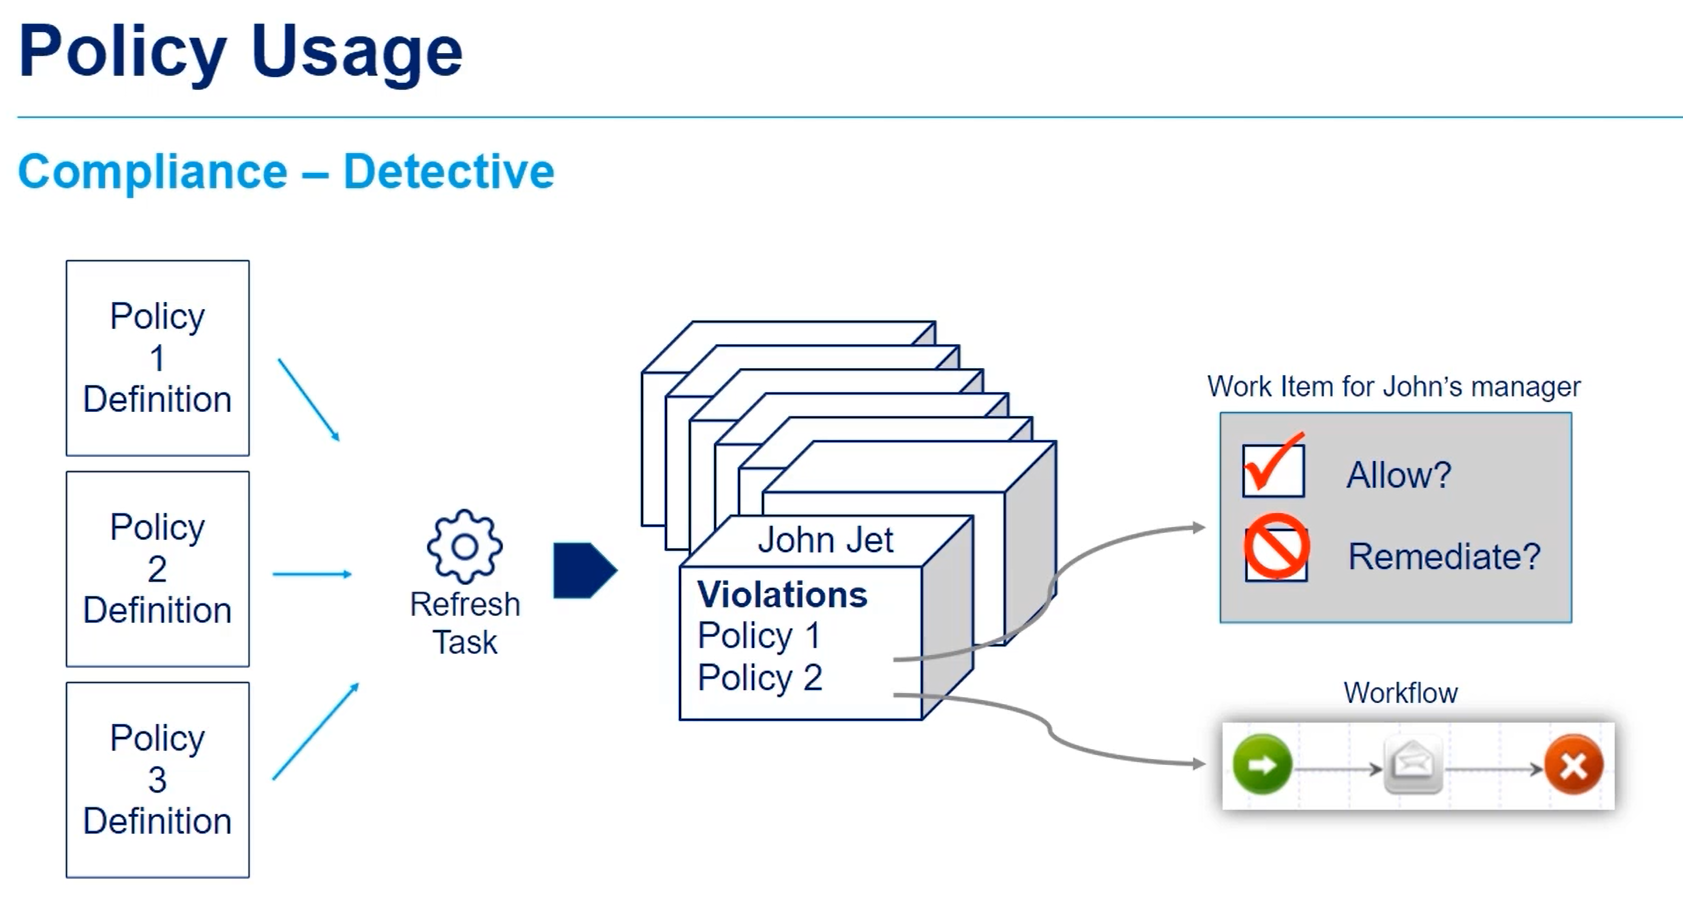 Policy Usage
Compliance – Detective
Policy
1
Definition
Policy
2
Definition
Policy
3
Definition
Refresh
Task
John Jet
Violations
Policy 1
Policy 2
Work Item for John's manager
Allow?
Remediate?
Workflow